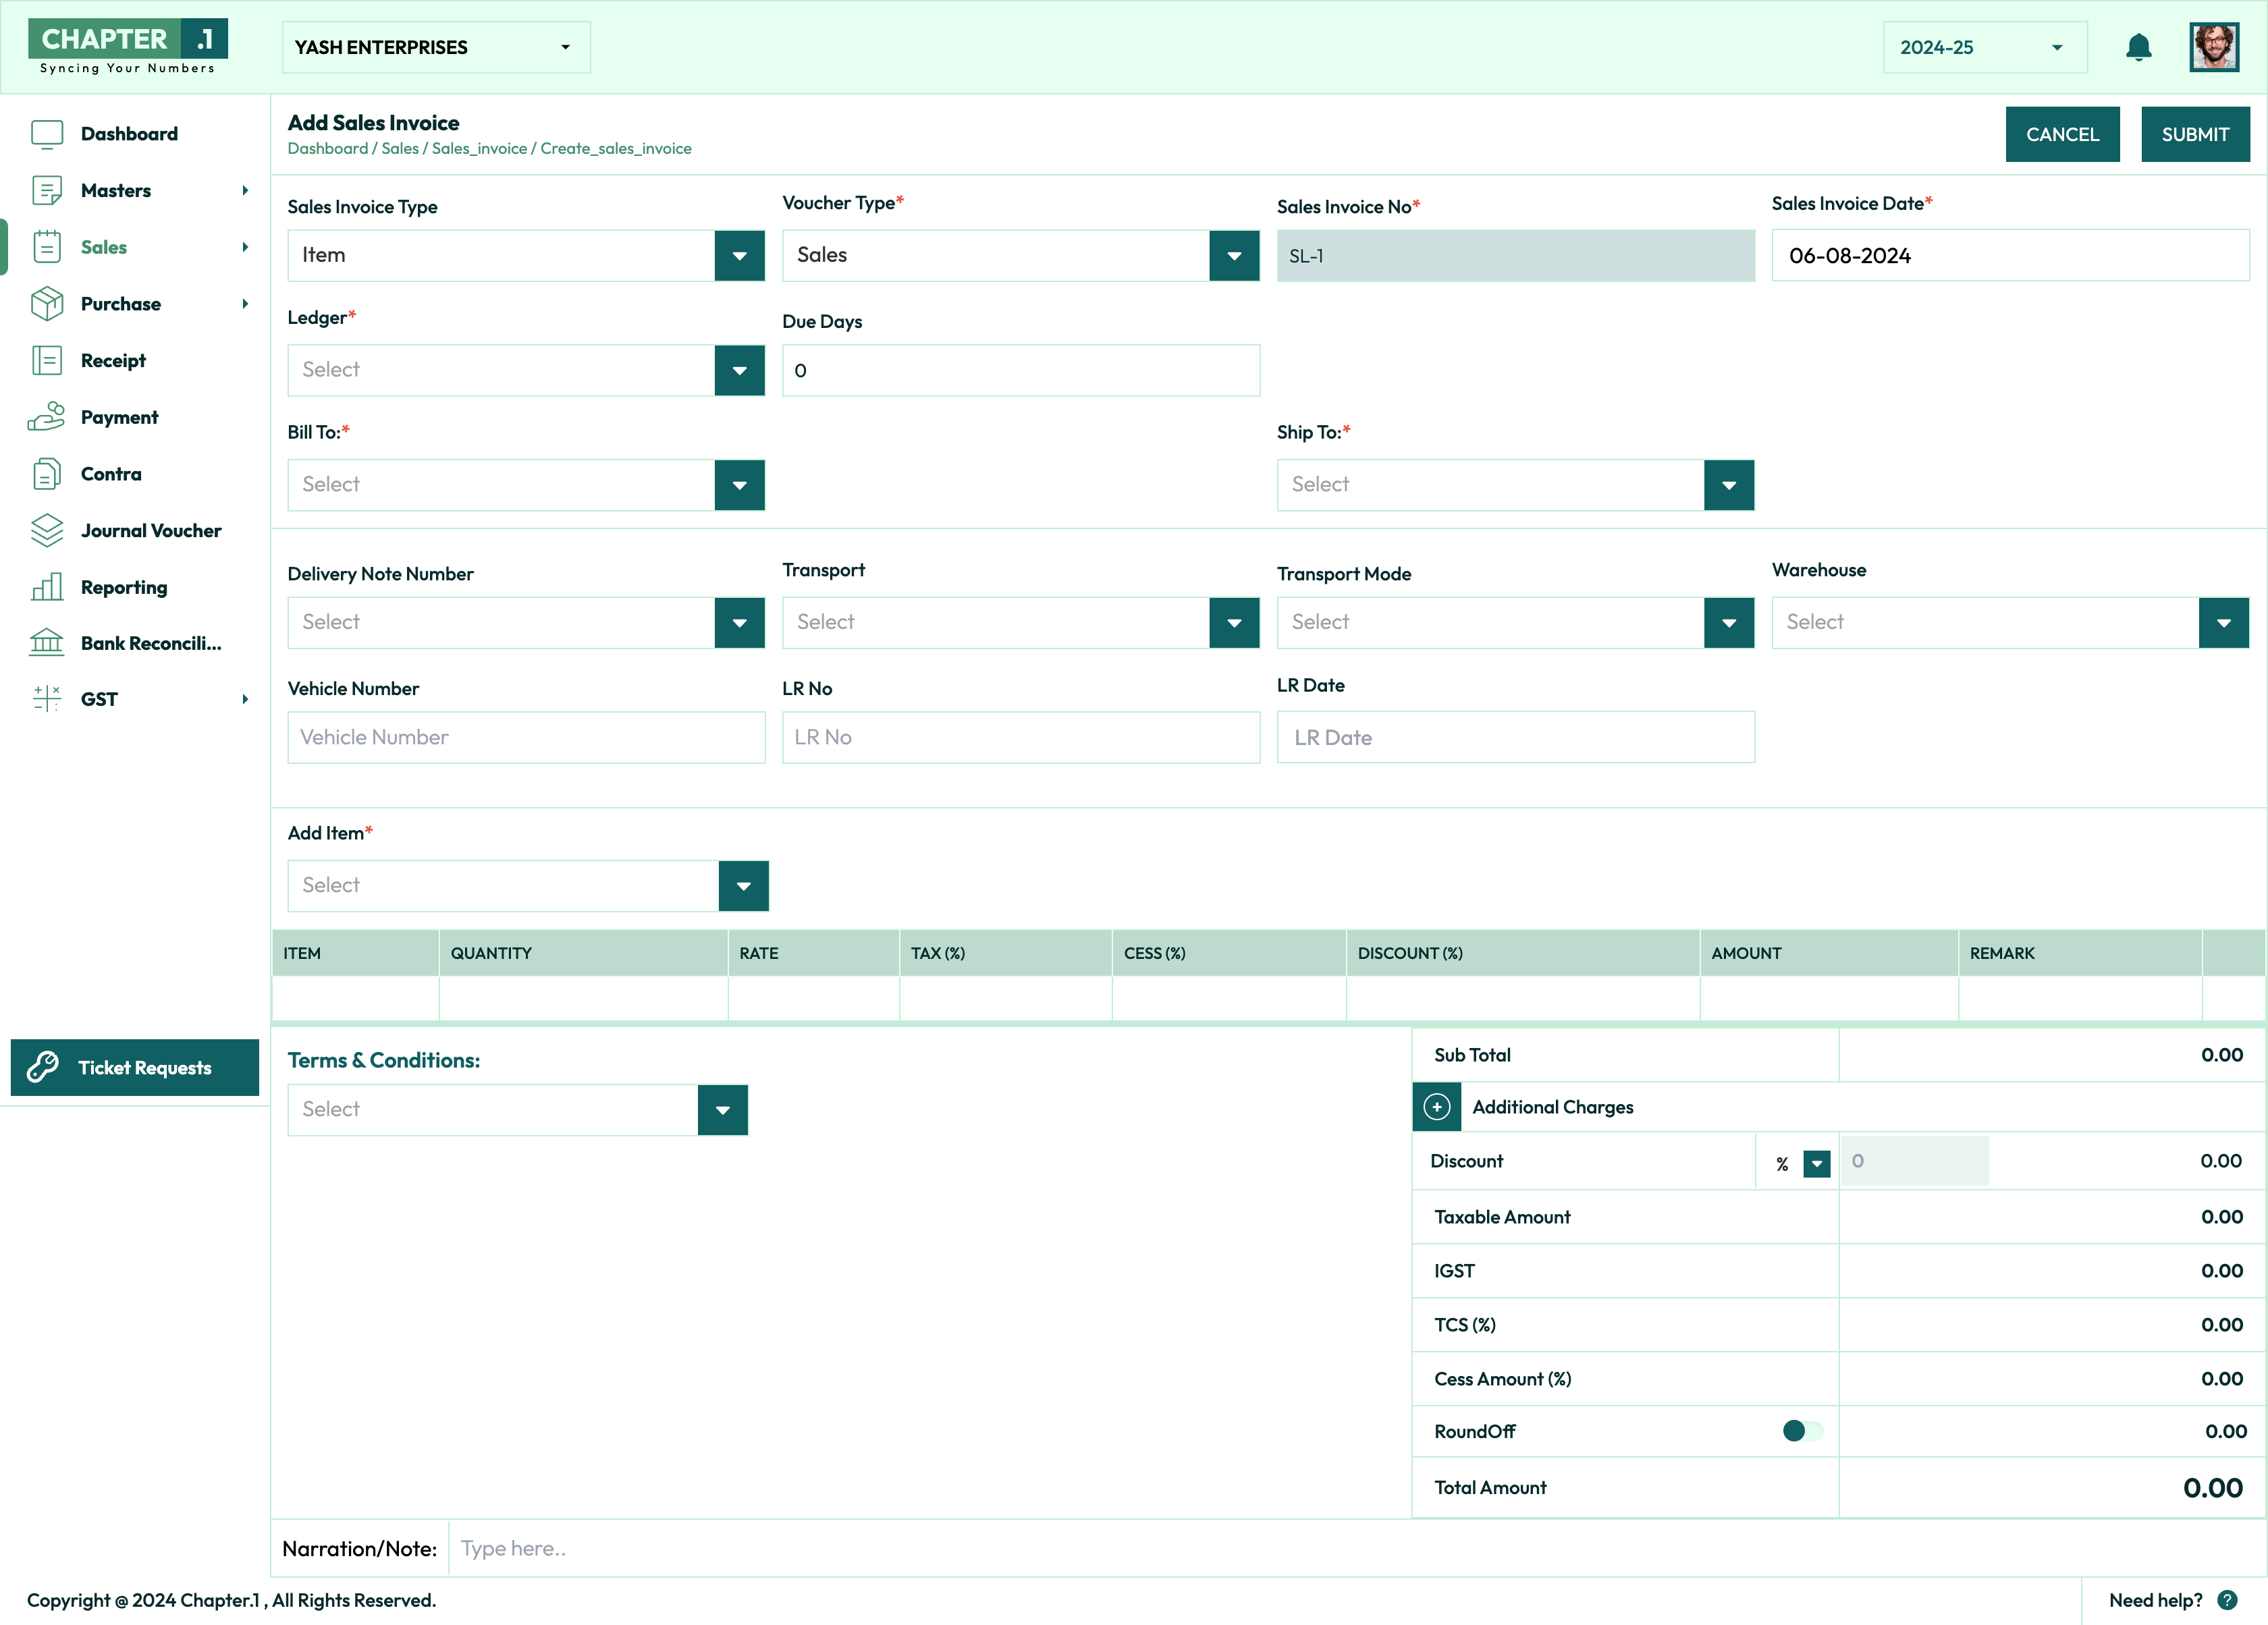 CHAPTER .1
Syncing Your Numbers
YASH ENTERPRISES
2024-25
Dashboard
Masters
Sales
Purchase
Receipt
Payment
Contra
Journal Voucher
Reporting
Bank Reconcili...
GST
Ticket Requests
Add Sales Invoice
Dashboard / Sales / Sales_invoice / Create_sales_invoice
CANCEL
SUBMIT
Sales Invoice Type
Item
Voucher Type*
Sales
Sales Invoice No*
SL-1
Sales Invoice Date*
06-08-2024
Ledger*
Select
Due Days
0
Bill To:*
Select
Ship To:*
Select
Delivery Note Number
Select
Transport
Select
Transport Mode
Select
Warehouse
Select
Vehicle Number
Vehicle Number
LR No
LR No
LR Date
LR Date
Add Item*
Select
ITEM QUANTITY RATE TAX (%) CESS (%) DISCOUNT (%) AMOUNT REMARK
Terms & Conditions:
Select
Sub Total 0.00
+ Additional Charges
Discount % 0 0.00
Taxable Amount 0.00
IGST 0.00
TCS (%) 0.00
Cess Amount (%) 0.00
RoundOff 0.00
Total Amount 0.00
Narration/Note: Type here..
Copyright @ 2024 Chapter.1 , All Rights Reserved.
Need help? ?